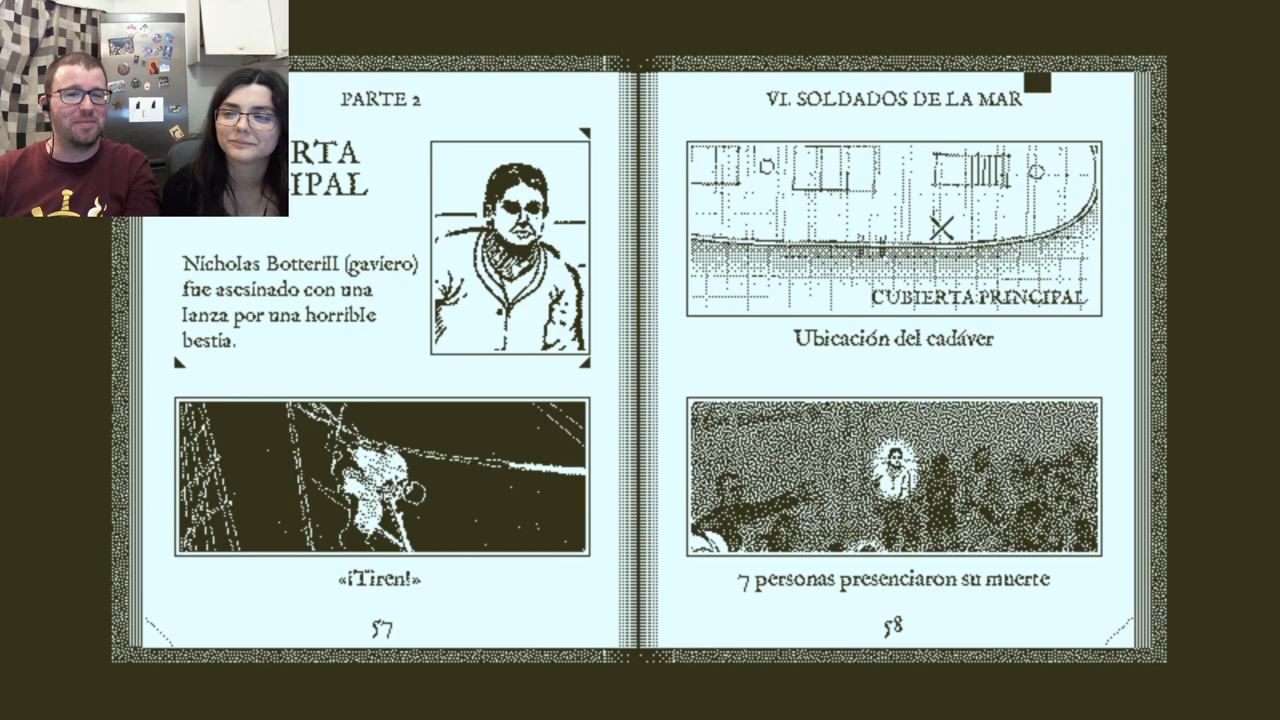 PARTE 2
RTA
IPAL
Nicholas Botterill (gaviero)
fue asesinado con una
lanza por una horrible
bestia.
«¡Tiren!»
57
VI. SOLDADOS DE LA MAR
CUBIERTA PRINCIPAL
Ubicación del cadáver
7 personas presenciaron su muerte
58